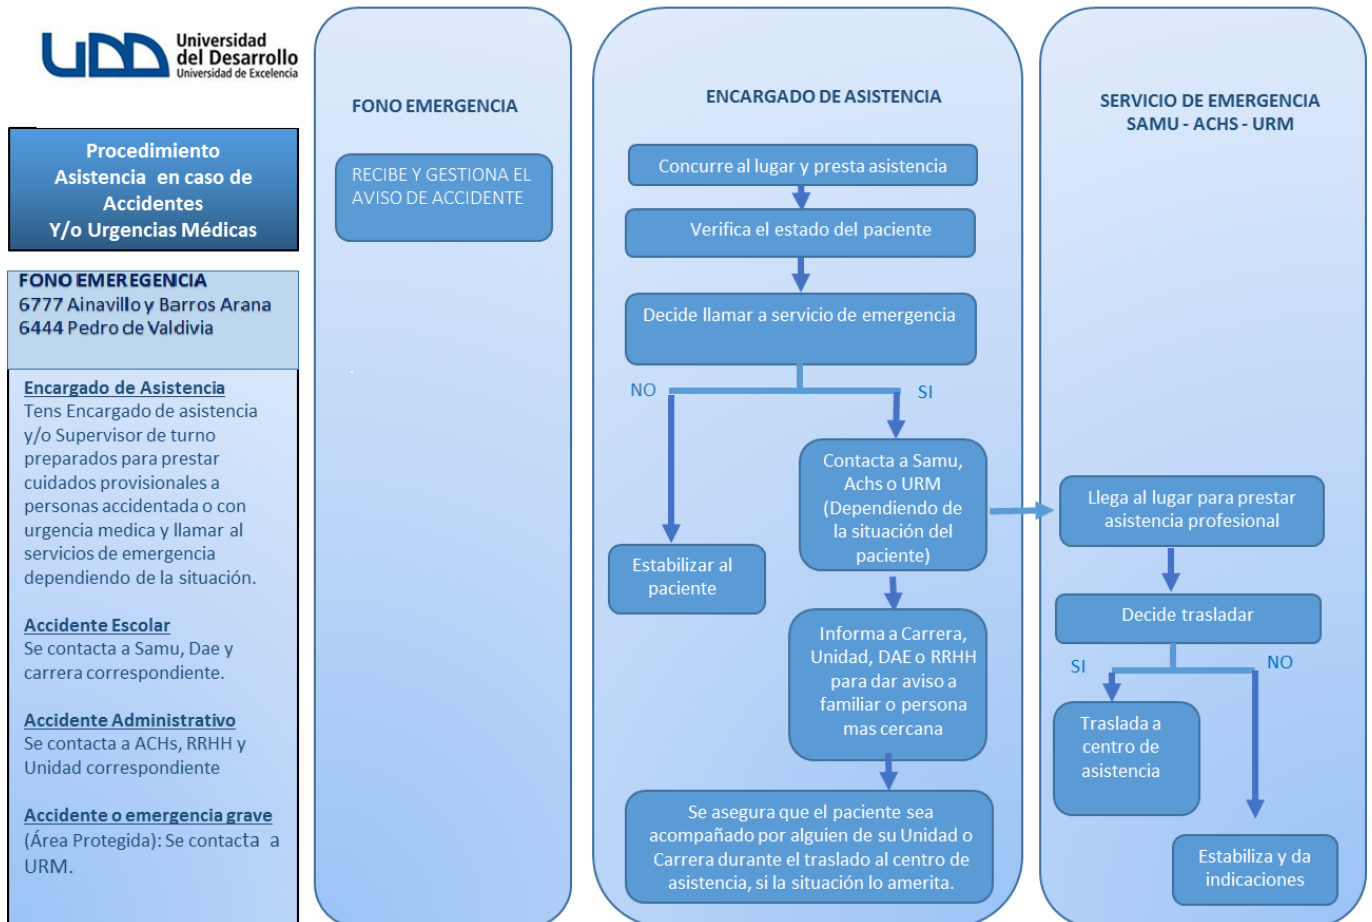 UDD
Universidad
del Desarrollo
Universidad de Excelencia
Procedimiento
Asistencia en caso de
Accidentes
Y/o Urgencias Médicas
FONO EMEREGENCIA
6777 Ainavillo y Barros Arana
6444 Pedro de Valdivia
Encargado de Asistencia
Tens Encargado de asistencia
y/o Supervisor de turno
preparados para prestar
cuidados provisionales a
personas accidentada o con
urgencia medica y llamar al
servicios de emergencia
dependiendo de la situación.
Accidente Escolar
Se contacta a Samu, Dae y
carrera correspondiente.
Accidente Administrativo
Se contacta a ACHs, RRHH y
Unidad correspondiente
Accidente o emergencia grave
(Área Protegida): Se contacta a
URM.
FONO EMERGENCIA
RECIBE Y GESTIONA EL
AVISO DE ACCIDENTE
ENCARGADO DE ASISTENCIA
Concurre al lugar y presta asistencia
Verifica el estado del paciente
Decide llamar a servicio de emergencia
NO
SI
Estabilizar al
paciente
Contacta a Samu,
Achs o URM
(Dependiendo de
la situación del
paciente)
Informa a Carrera,
Unidad, DAE o RRHH
para dar aviso a
familiar o persona
mas cercana
Se asegura que el paciente sea
acompañado por alguien de su Unidad o
Carrera durante el traslado al centro de
asistencia, si la situación lo amerita.
SERVICIO DE EMERGENCIA
SAMU - ACHS - URM
Llega al lugar para prestar
asistencia profesional
Decide trasladar
SI
NO
Traslada a
centro de
asistencia
Estabiliza y da
indicaciones